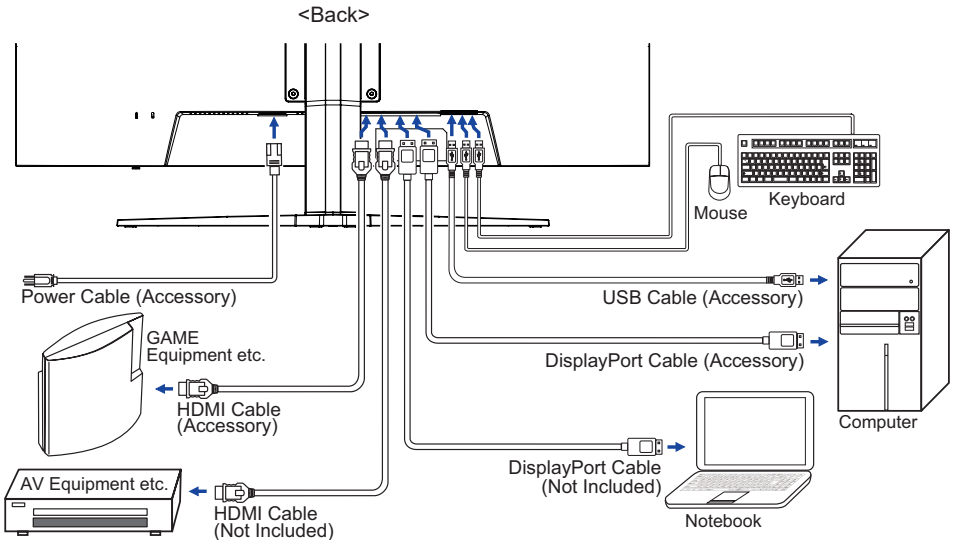 <Back>
Mouse
Keyboard
Power Cable (Accessory)
USB Cable (Accessory)
GAME
Equipment etc.
DisplayPort Cable (Accessory)
HDMI Cable
(Accessory)
Computer
DisplayPort Cable
(Not Included)
AV Equipment etc.
HDMI Cable
(Not Included)
Notebook